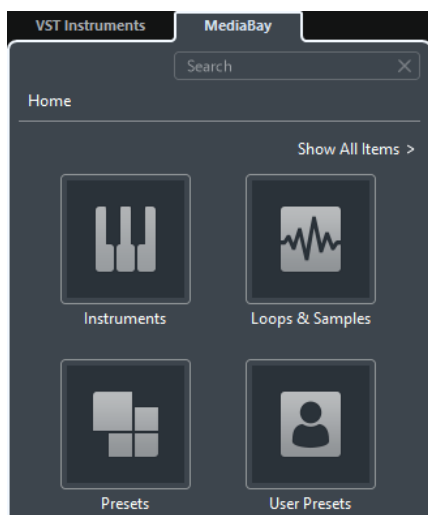 VST Instruments MediaBay
Search
Home
Show All Items >
Instruments Loops & Samples
Presets User Presets